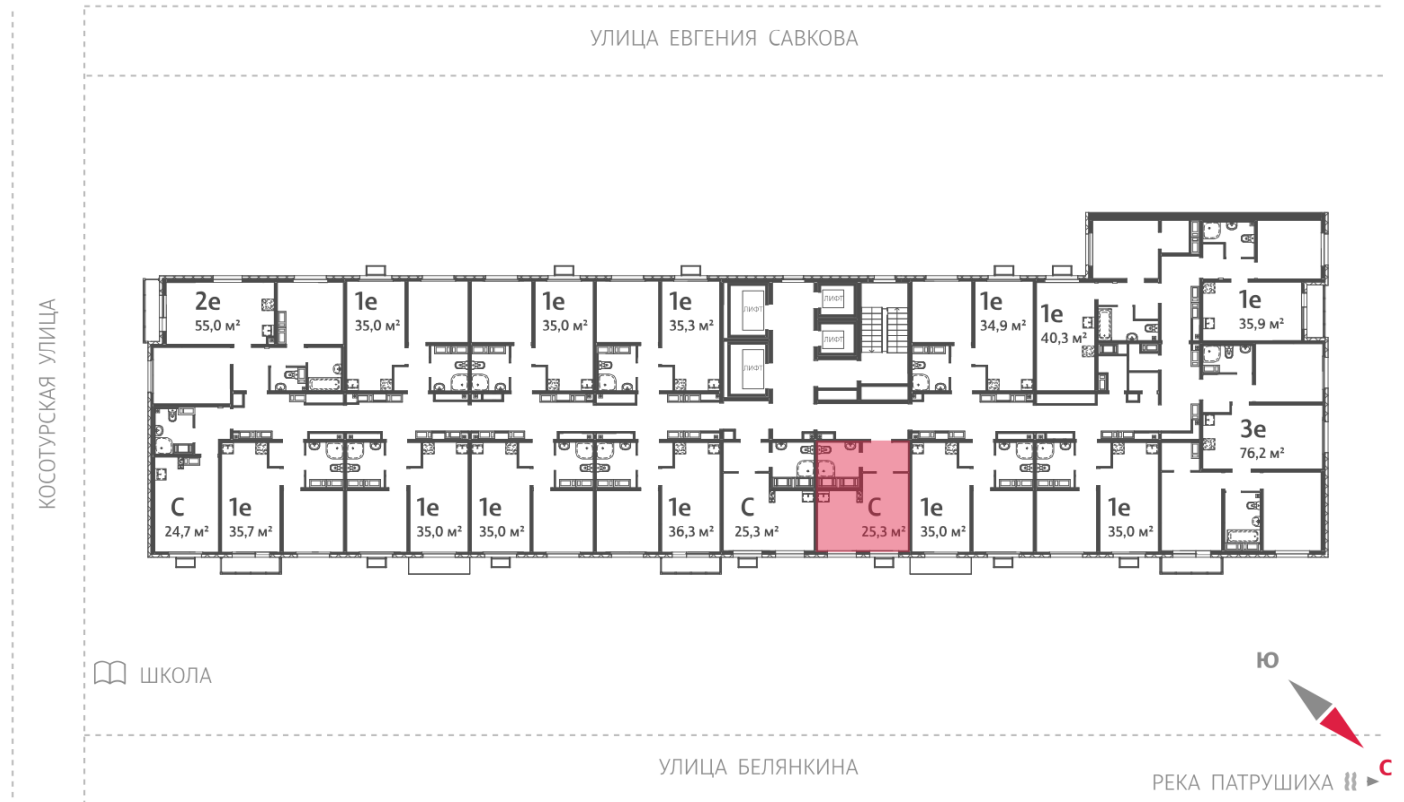 УЛИЦА ЕВГЕНИЯ САВКОВА
КОСОТУРСКАЯ УЛИЦА
2е
55,0 м²
1е
35,0 м²
1е
35,0 м²
1е
35,3 м²
ЛИФТ
ЛИФТ
ЛИФТ
ЛИФТ
1е
34,9 м²
1е
40,3 м²
1е
35,9 м²
3е
76,2 м²
С
24,7 м²
1е
35,7 м²
1е
35,0 м²
1е
35,0 м²
1е
36,3 м²
С
25,3 м²
С
25,3 м²
1е
35,0 м²
1е
35,0 м²
ШКОЛА
Ю
С
УЛИЦА БЕЛЯНКИНА
РЕКА ПАТРУШИХА